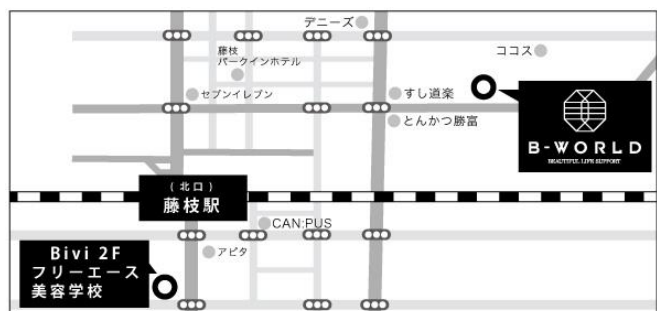 デニーズ
ココス
藤枝
パークインホテル
セブンイレブン
すし道楽
とんかつ勝富
B-WORLD
BEAUTIFUL LIFE SUPPORT
(北口)
藤枝駅
CAN:PUS
アピタ
Bivi 2F
フリーエース
美容学校